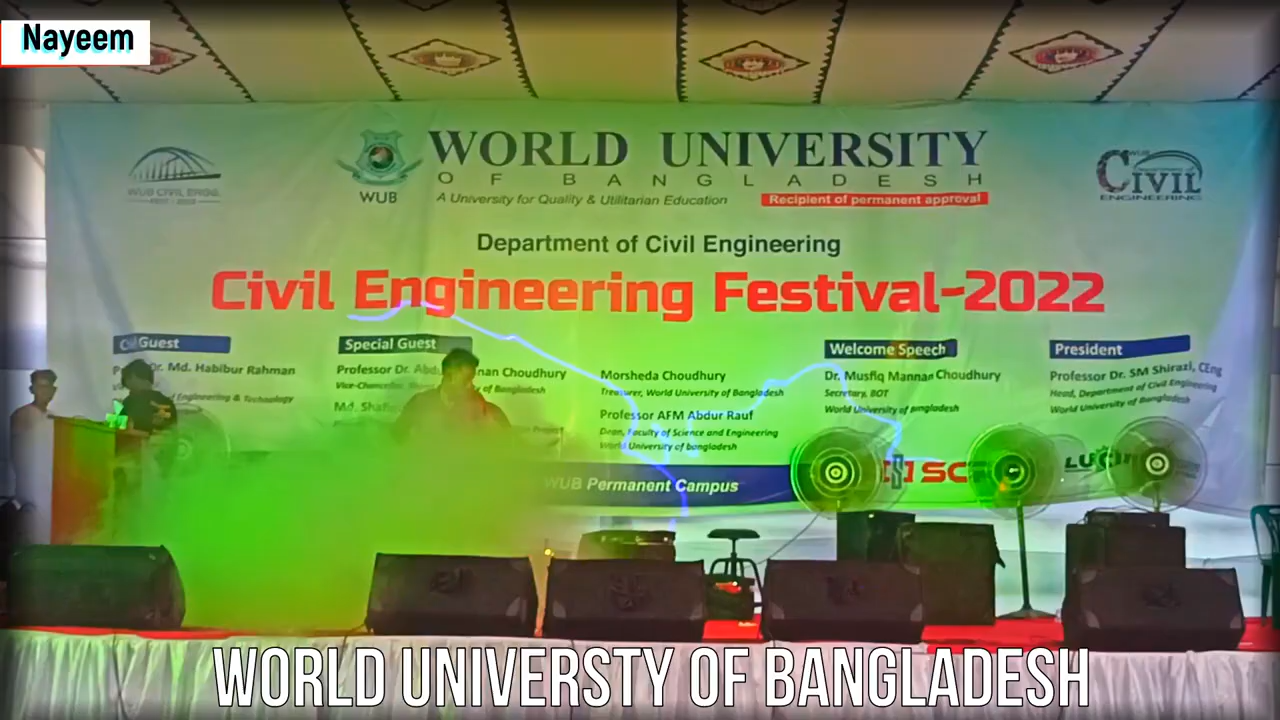 Nayeem
WORLD UNIVERSITY
OF BANGLADESH
WUB
A University for Quality & Utilitarian Education
Recipient of permanent approval
WUB CIVIL ENGG.
WUB
CIVIL
ENGINEERING
Department of Civil Engineering
Civil Engineering Festival-2022
Guest
Dr. Md. Habibur Rahman
Engineering & Technology
Special Guest
Professor Dr. Choudhury
Vice-Chancellor, of Bangladesh
Md.
Morsheda Choudhury
Treasurer, World University of Bangladesh
Professor AFM Abdur Rauf
Dean, Faculty of Science and Engineering
World University of bangladesh
Welcome Speech
Dr. Musfiq Mannan Choudhury
Secretary, BOT
World University of Bangladesh
President
Professor Dr. SM Shirazi, CEng
Head, Department of Civil Engineering
World University of Bangladesh
WUB Permanent Campus
WORLD UNIVERSTY OF BANGLADESH